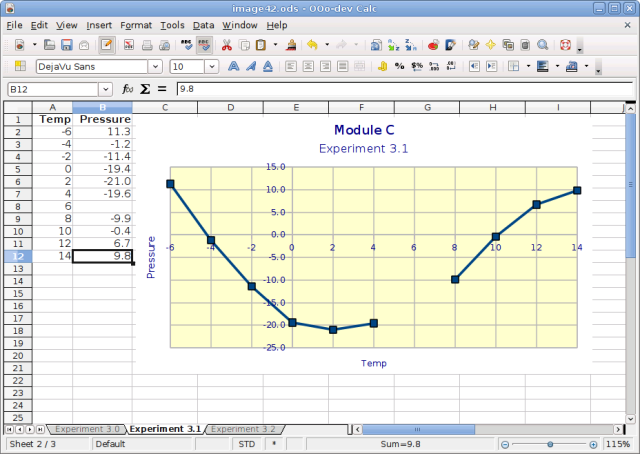 image42.ods - OOo-dev Calc
File Edit View Insert Format Tools Data Window Help
DejaVu Sans 10
B12 9.8
A B C D E F G H I
1 Temp Pressure
2 -6 11.3
3 -4 -1.2
4 -2 -11.4
5 0 -19.4
6 2 -21.0
7 4 -19.6
8 6
9 8 -9.9
10 10 -0.4
11 12 6.7
12 14 9.8
13
14
15
16
17
18
19
20
21
22
23
24
25
Module C
Experiment 3.1
15.0
10.0
5.0
0.0
-6 -4 -2 0 2 4 6 8 10 12 14
-5.0
-10.0
-15.0
-20.0
-25.0
Pressure
Temp
Experiment 3.0 Experiment 3.1 Experiment 3.2
Sheet 2 / 3 Default STD * Sum=9.8 115%